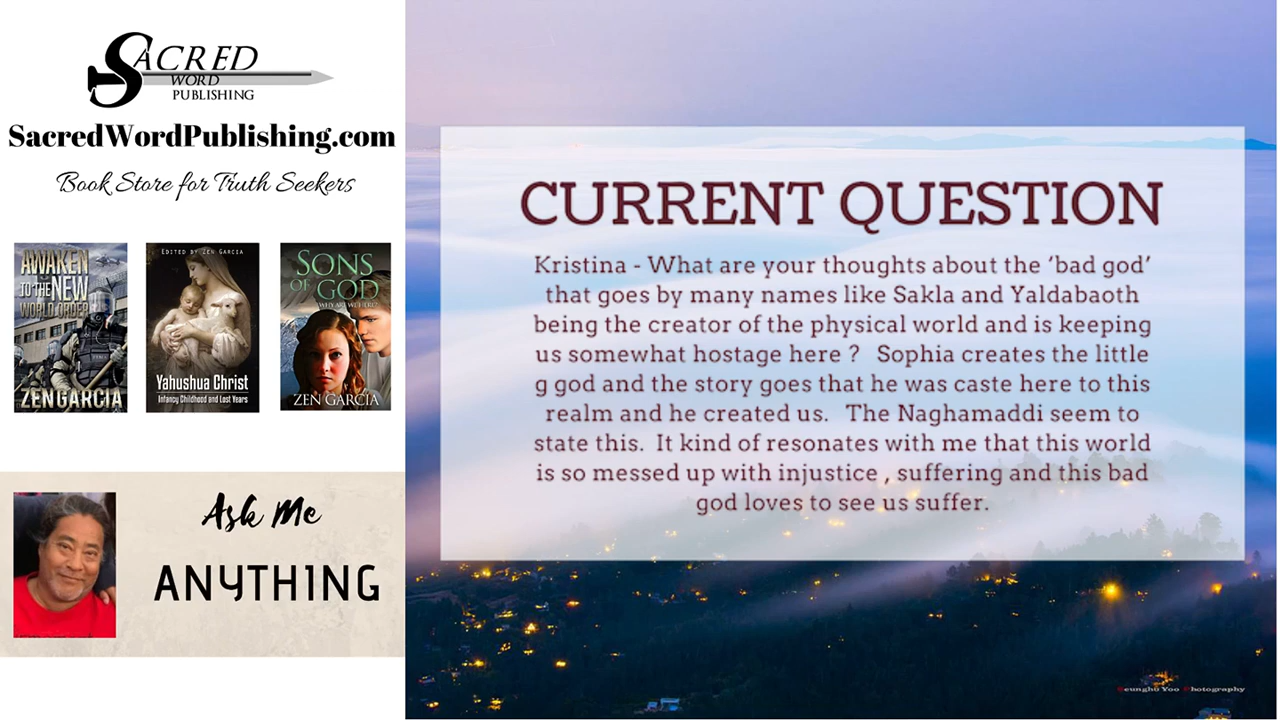 SACRED
WORD
PUBLISHING
SacredWordPublishing.com
Book Store for Truth Seekers
AWAKEN
TO THE NEW
WORLD ORDER
ZEN GARCIA
EDITED BY ZEN GARCIA
Yahushua Christ
Infancy Childhood and Lost Years
SONS
OF GOD
WHY ARE WE HERE?
ZEN GARCIA
Ask Me
ANYTHING
CURRENT QUESTION
Kristina - What are your thoughts about the ‘bad god’
that goes by many names like Sakla and Yaldabaoth
being the creator of the physical world and is keeping
us somewhat hostage here ? Sophia creates the little
g god and the story goes that he was caste here to this
realm and he created us. The Naghamaddi seem to
state this. It kind of resonates with me that this world
is so messed up with injustice , suffering and this bad
god loves to see us suffer.
Seungho Yoo Photography